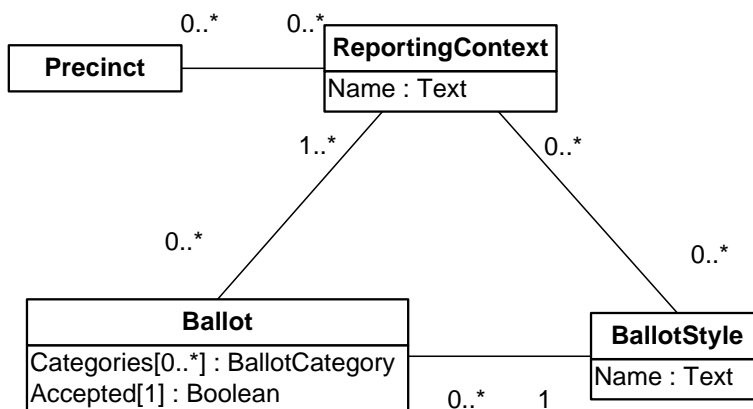 0..* 0..*
Precinct
ReportingContext
Name : Text
1..* 0..*
0..* 0..*
Ballot
Categories[0..*] : BallotCategory
Accepted[1] : Boolean
BallotStyle
Name : Text
0..* 1